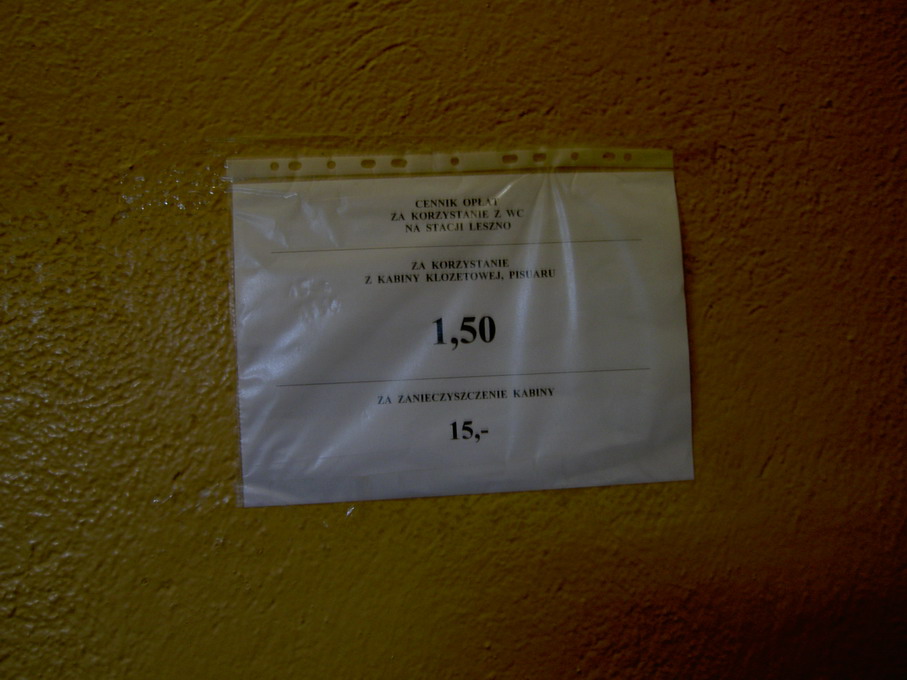 CENNIK OPŁAT
ZA KORZYSTANIE Z WC
NA STACJI LESZNO
ZA KORZYSTANIE
Z KABINY KLOZETOWEJ, PISUARU
1,50
ZA ZANIECZYSZCZENIE KABINY
15,-